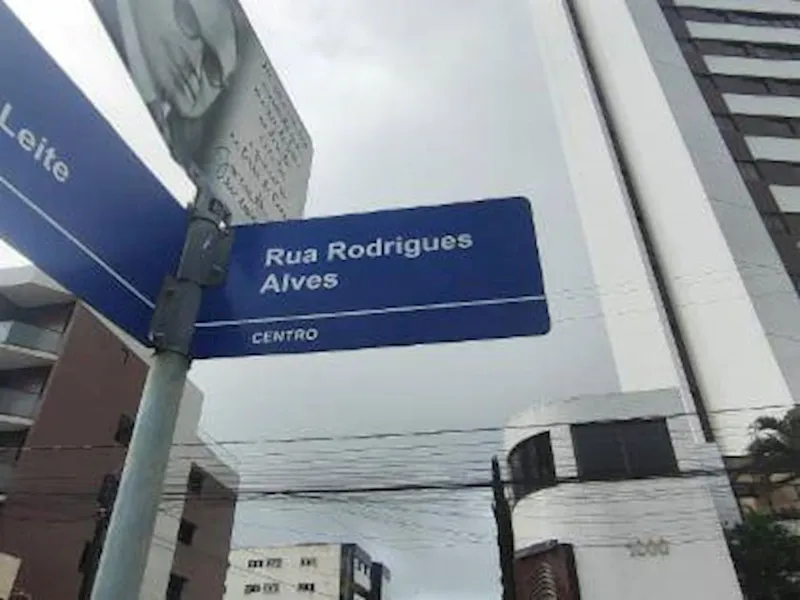 Leite
Rua Rodrigues
Alves
CENTRO
1000